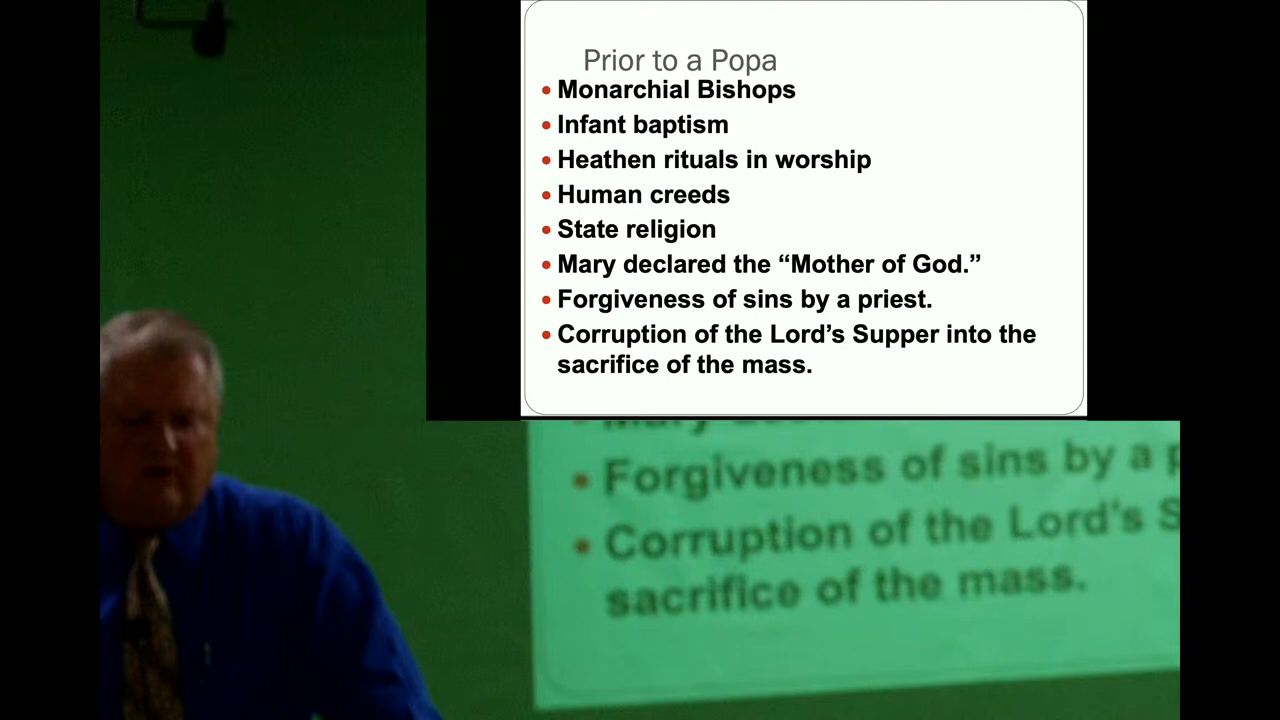 Prior to a Popa
• Monarchial Bishops
• Infant baptism
• Heathen rituals in worship
• Human creeds
• State religion
• Mary declared the “Mother of God.”
• Forgiveness of sins by a priest.
• Corruption of the Lord’s Supper into the
sacrifice of the mass.
• Mary
• Forgiveness of sins by a
• Corruption of the Lord's
sacrifice of the mass.